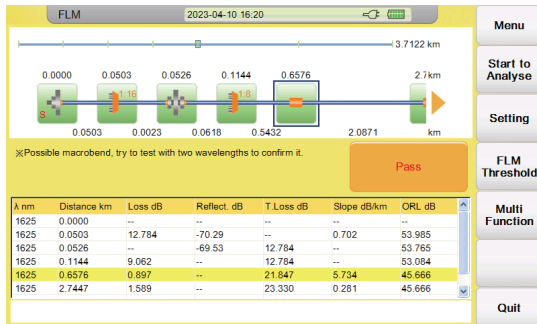 FLM 2023-04-10 16:20
3.7122 km
0.0000 0.0503 0.0526 0.1144 0.6576 2.7km
S 1:16 1:8
0.0503 0.0023 0.0618 0.5432 2.0871 km
※Possible macrobend, try to test with two wavelengths to confirm it.
Pass
λ nm Distance km Loss dB Reflect. dB T.Loss dB Slope dB/km ORL dB
1625 0.0000 -- -- -- -- --
1625 0.0503 12.784 -70.29 -- 0.702 53.985
1625 0.0526 -- -69.53 12.784 -- 53.765
1625 0.1144 9.062 -- 12.784 -- 53.084
1625 0.6576 0.897 -- 21.847 5.734 45.666
1625 2.7447 1.589 -- 23.330 0.281 45.666
Menu
Start to
Analyse
Setting
FLM
Threshold
Multi
Function
Quit